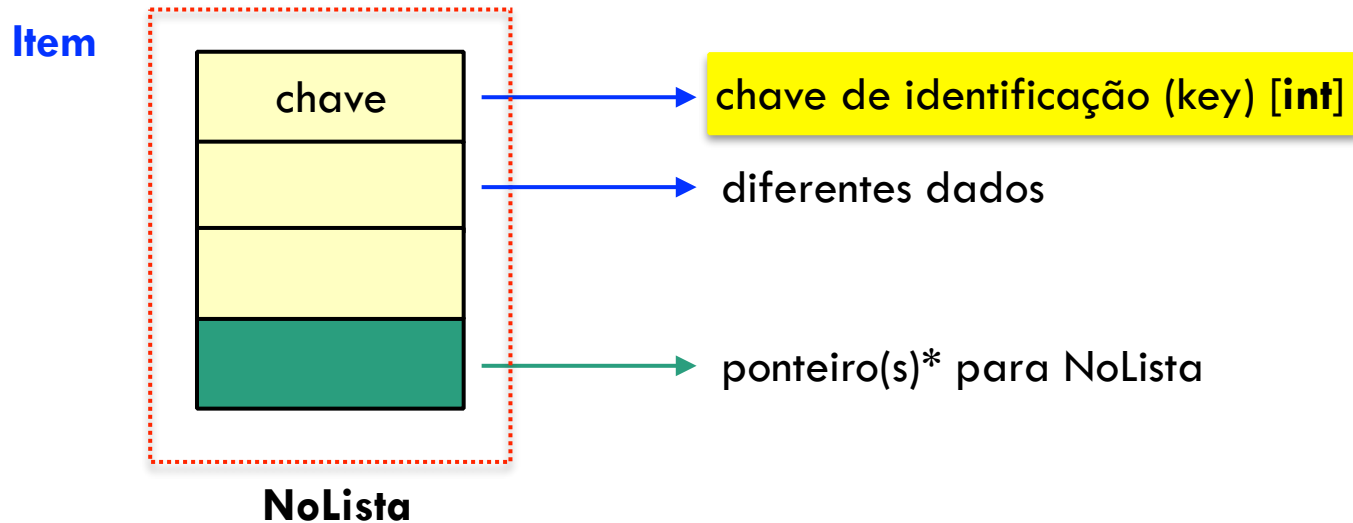 Item
chave
chave de identificação (key) [int]
diferentes dados
ponteiro(s)* para NoLista
NoLista